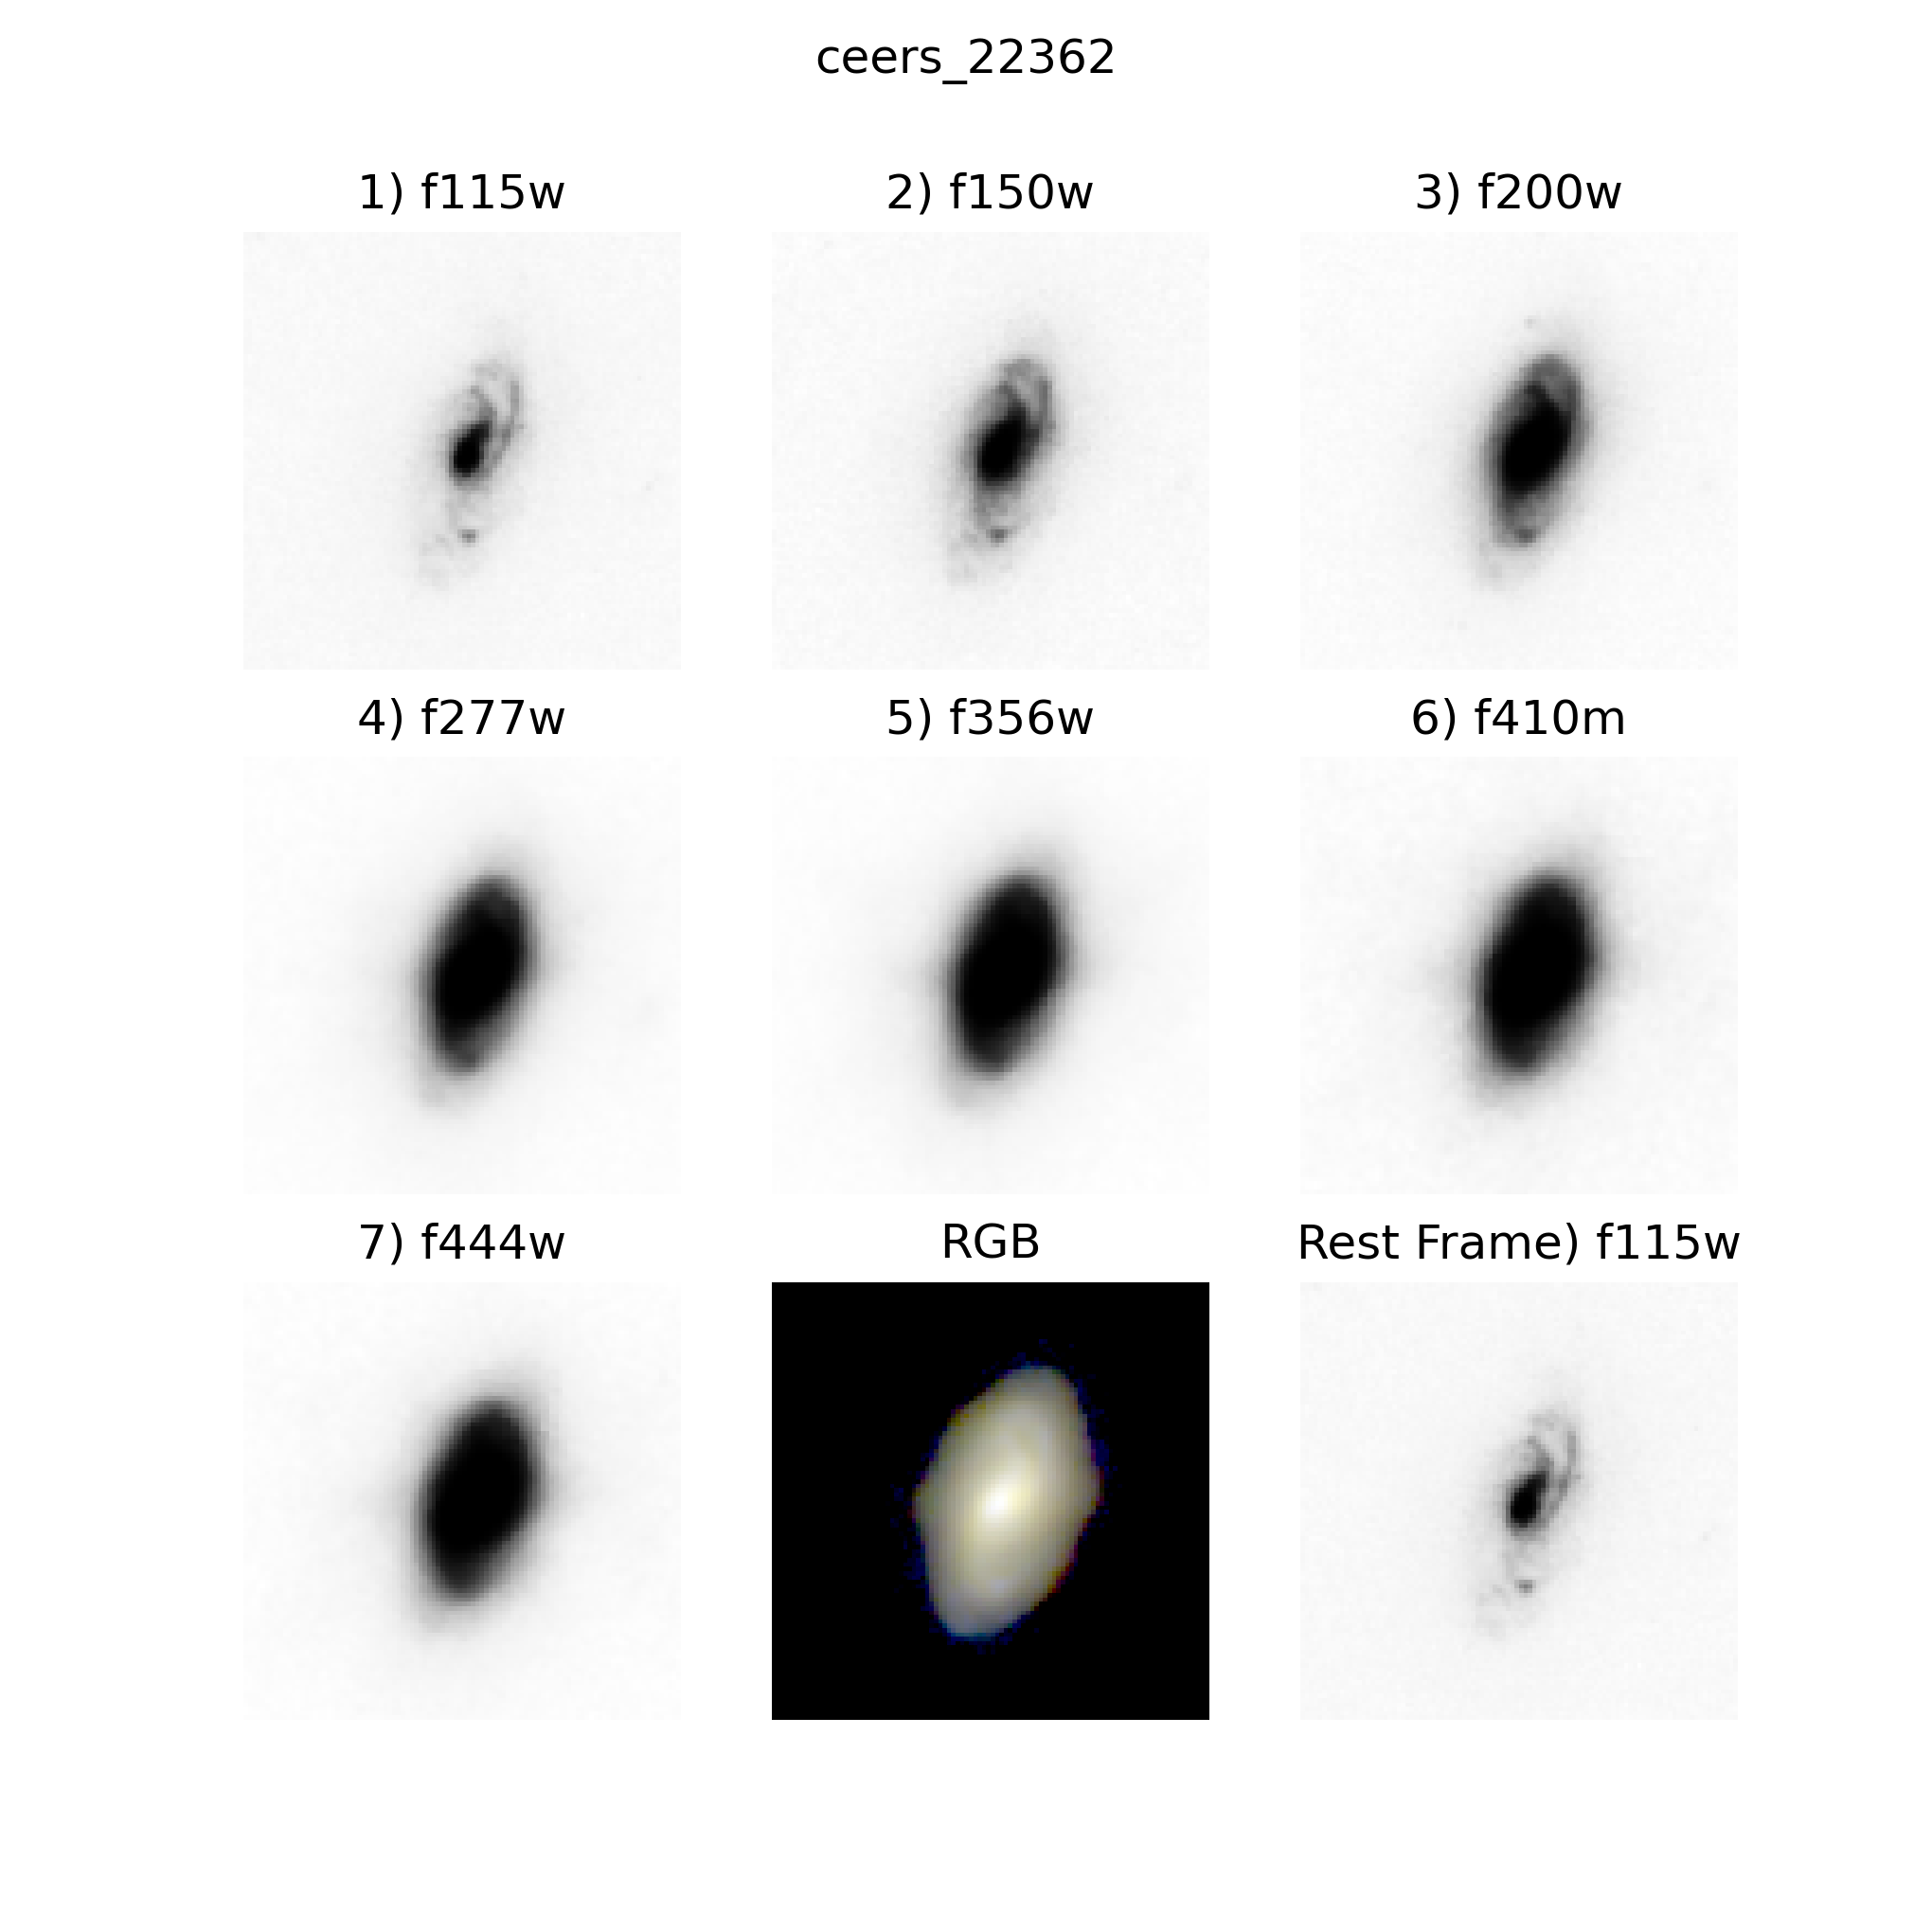 ceers_22362
1) f115w
2) f150w
3) f200w
4) f277w
5) f356w
6) f410m
7) f444w
RGB
Rest Frame) f115w